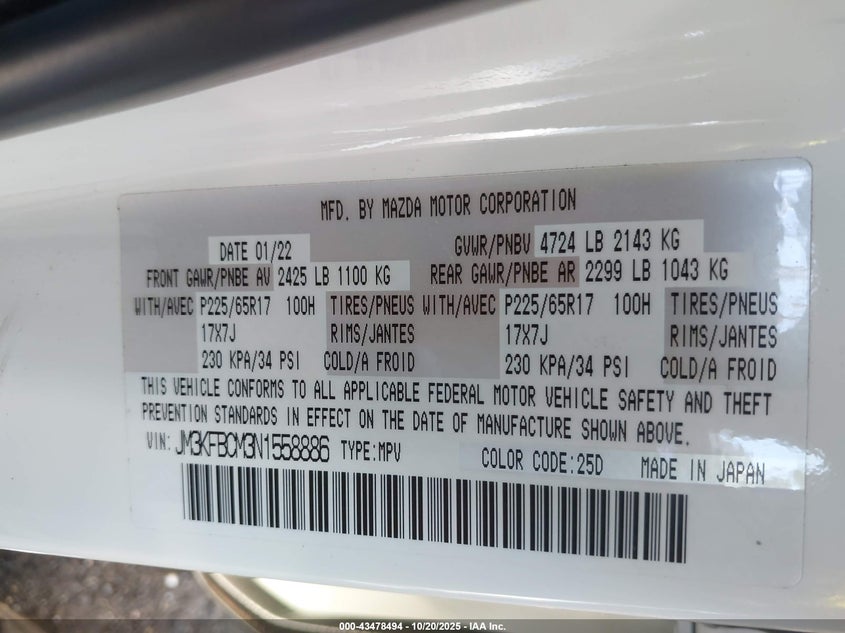 MFD. BY MAZDA MOTOR CORPORATION
DATE 01/22 GVWR/PNBV 4724 LB 2143 KG
FRONT GAWR/PNBE AV 2425 LB 1100 KG REAR GAWR/PNBE AR 2299 LB 1043 KG
WITH/AVEC P225/65R17 100H TIRES/PNEUS WITH/AVEC P225/65R17 100H TIRES/PNEUS
17X7J RIMS/JANTES 17X7J RIMS/JANTES
230 KPA/34 PSI COLD/A FROID 230 KPA/34 PSI COLD/A FROID
THIS VEHICLE CONFORMS TO ALL APPLICABLE FEDERAL MOTOR VEHICLE SAFETY AND THEFT
PREVENTION STANDARDS IN EFFECT ON THE DATE OF MANUFACTURE SHOWN ABOVE.
VIN: JM3KFBCM3N1558886 TYPE:MPV COLOR CODE:25D MADE IN JAPAN
000-43478494 - 10/20/2025 - IAA Inc.